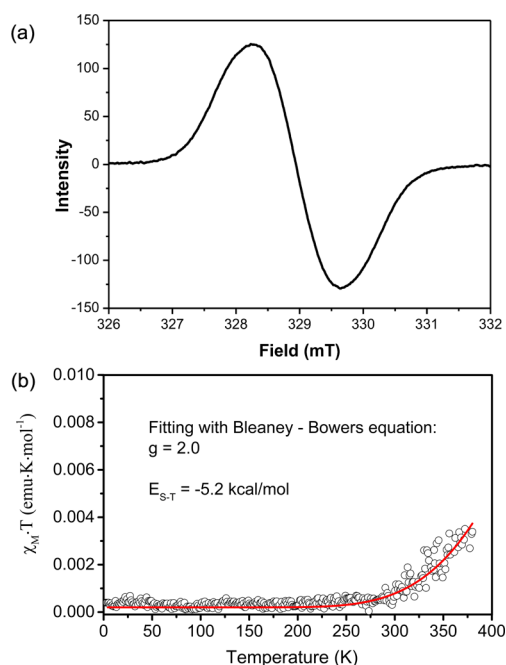 (a)
150
100
50
0
-50
-100
-150
Intensity
326 327 328 329 330 331 332
Field (mT)
(b)
0.010
0.008
0.006
0.004
0.002
0.000
χM·T (emu·K·mol-1)
Fitting with Bleaney - Bowers equation:
g = 2.0
ES-T = -5.2 kcal/mol
0 50 100 150 200 250 300 350 400
Temperature (K)